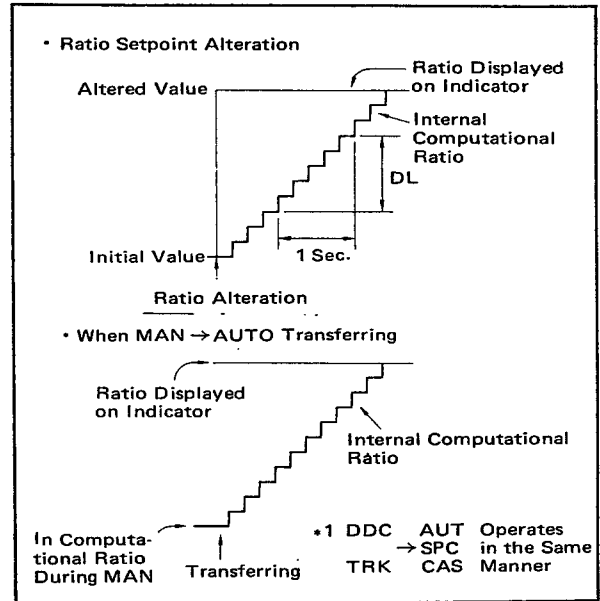 • Ratio Setpoint Alteration
Altered Value
Ratio Displayed
on Indicator
Internal
Computational
Ratio
DL
1 Sec.
Initial Value
Ratio Alteration
• When MAN → AUTO Transferring
Ratio Displayed
on Indicator
Internal Computational
Ratio
In Computa-
tional Ratio
During MAN
Transferring
*1 DDC AUT Operates
→ SPC in the Same
TRK CAS Manner